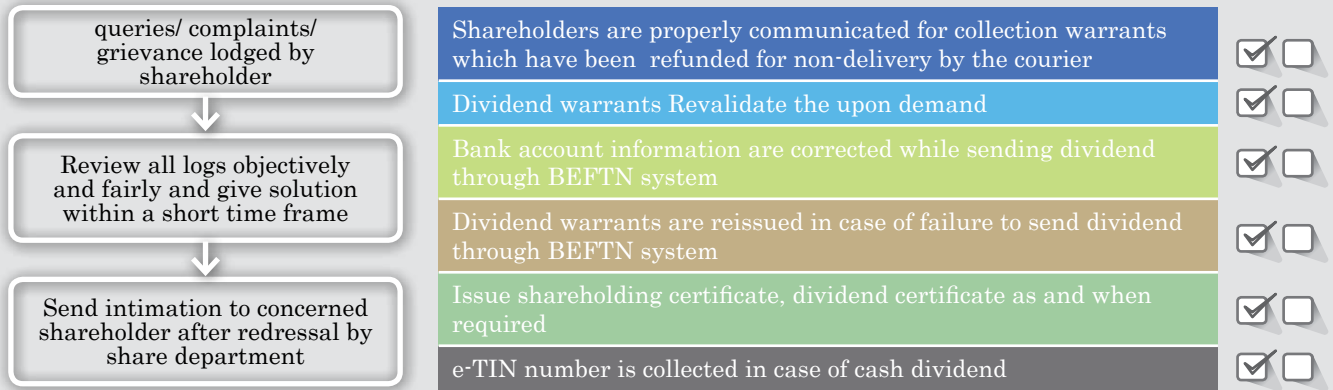 queries/ complaints/
grievance lodged by
shareholder
Review all logs objectively
and fairly and give solution
within a short time frame
Send intimation to concerned
shareholder after redressal by
share department
Shareholders are properly communicated for collection warrants
which have been refunded for non-delivery by the courier
Dividend warrants Revalidate the upon demand
Bank account information are corrected while sending dividend
through BEFTN system
Dividend warrants are reissued in case of failure to send dividend
through BEFTN system
Issue shareholding certificate, dividend certificate as and when
required
e-TIN number is collected in case of cash dividend